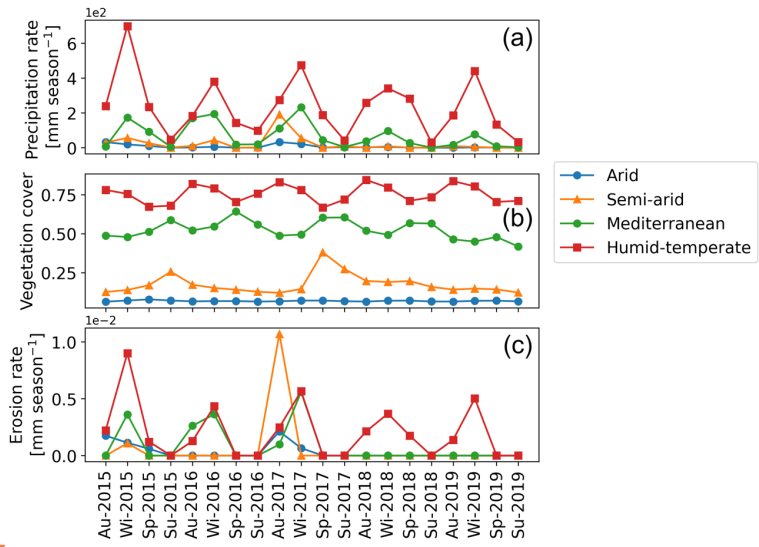 1e2
Precipitation rate
[mm season⁻¹]
6
4
2
0
(a)
Vegetation cover
0.75
0.50
0.25
(b)
Arid
Semi-arid
Mediterranean
Humid-temperate
1e−2
Erosion rate
[mm season⁻¹]
1.0
0.5
0.0
(c)
Au-2015
Wi-2015
Sp-2015
Su-2015
Au-2016
Wi-2016
Sp-2016
Su-2016
Au-2017
Wi-2017
Sp-2017
Su-2017
Au-2018
Wi-2018
Sp-2018
Su-2018
Au-2019
Wi-2019
Sp-2019
Su-2019